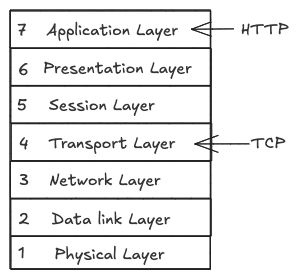 7 Application Layer HTTP
6 Presentation Layer
5 Session Layer
4 Transport Layer TCP
3 Network Layer
2 Data link Layer
1 Physical Layer